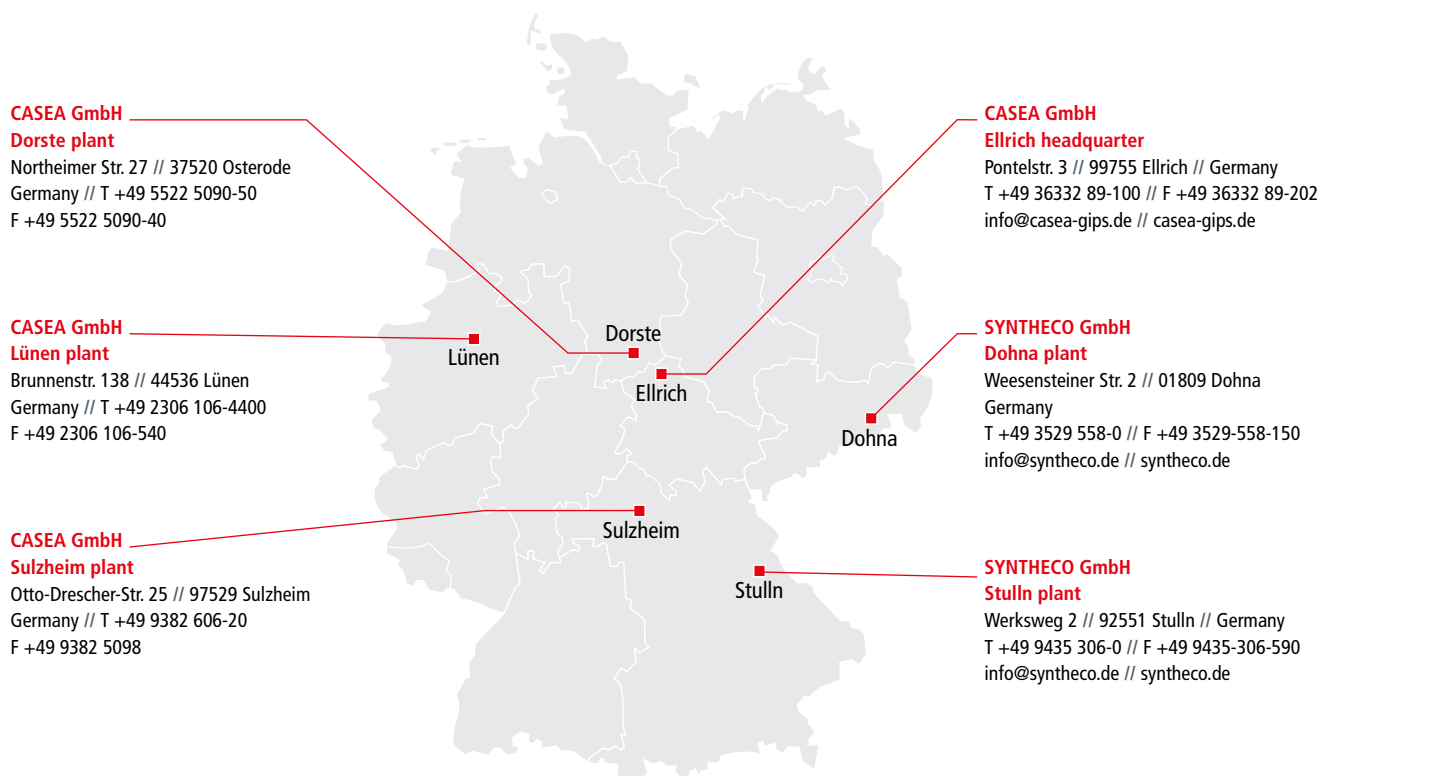 CASEA GmbH
Dorste plant
Northeimer Str. 27 // 37520 Osterode
Germany // T +49 5522 5090-50
F +49 5522 5090-40
CASEA GmbH
Lünen plant
Brunnenstr. 138 // 44536 Lünen
Germany // T +49 2306 106-4400
F +49 2306 106-540
CASEA GmbH
Sulzheim plant
Otto-Drescher-Str. 25 // 97529 Sulzheim
Germany // T +49 9382 606-20
F +49 9382 5098
Dorste
Lünen
Ellrich
Dohna
Sulzheim
Stulln
CASEA GmbH
Ellrich headquarter
Pontelstr. 3 // 99755 Ellrich // Germany
T +49 36332 89-100 // F +49 36332 89-202
info@casea-gips.de // casea-gips.de
SYNTHECO GmbH
Dohna plant
Weesensteiner Str. 2 // 01809 Dohna
Germany
T +49 3529 558-0 // F +49 3529-558-150
info@syntheco.de // syntheco.de
SYNTHECO GmbH
Stulln plant
Werksweg 2 // 92551 Stulln // Germany
T +49 9435 306-0 // F +49 9435-306-590
info@syntheco.de // syntheco.de